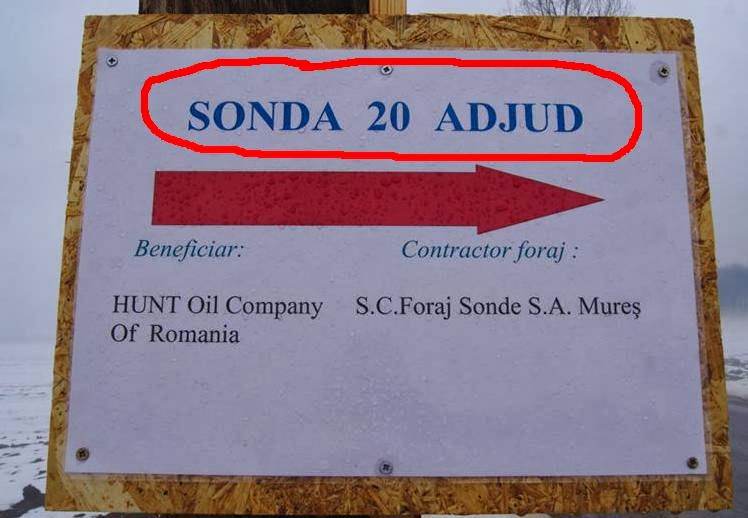 SONDA 20 ADJUD
Beneficiar: Contractor foraj :
HUNT Oil Company S.C.Foraj Sonde S.A. Mureş
Of Romania